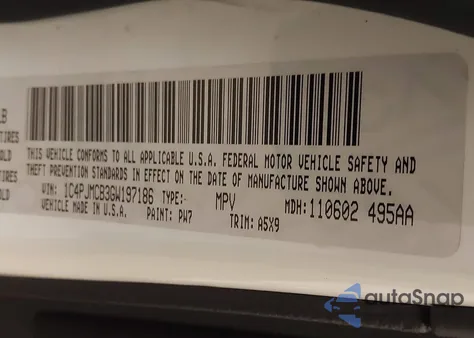 LB
TIRES
OLD
TIRES
OLD
THIS VEHICLE CONFORMS TO ALL APPLICABLE U.S.A. FEDERAL MOTOR VEHICLE SAFETY AND
THEFT PREVENTION STANDARDS IN EFFECT ON THE DATE OF MANUFACTURE SHOWN ABOVE.
VIN: 1C4PJMCB3GW197186 TYPE:- MPV MDH:110602 495AA
VEHICLE MADE IN U.S.A. PAINT: PW7 TRIM: A5X9
autoSnap